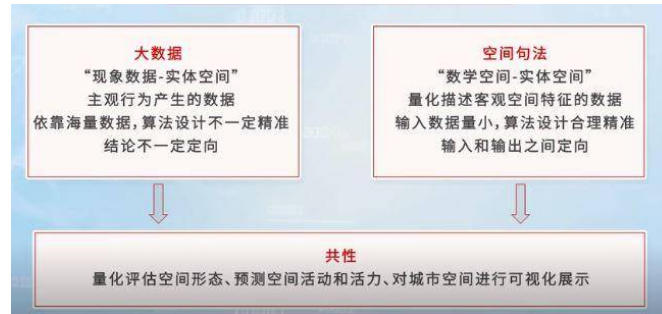 大数据
“现象数据-实体空间”
主观行为产生的数据
依靠海量数据,算法设计不一定精准
结论不一定定向
空间句法
“数学空间-实体空间”
量化描述客观空间特征的数据
输入数据量小,算法设计合理精准
输入和输出之间定向
共性
量化评估空间形态、预测空间活动和活力、对城市空间进行可视化展示